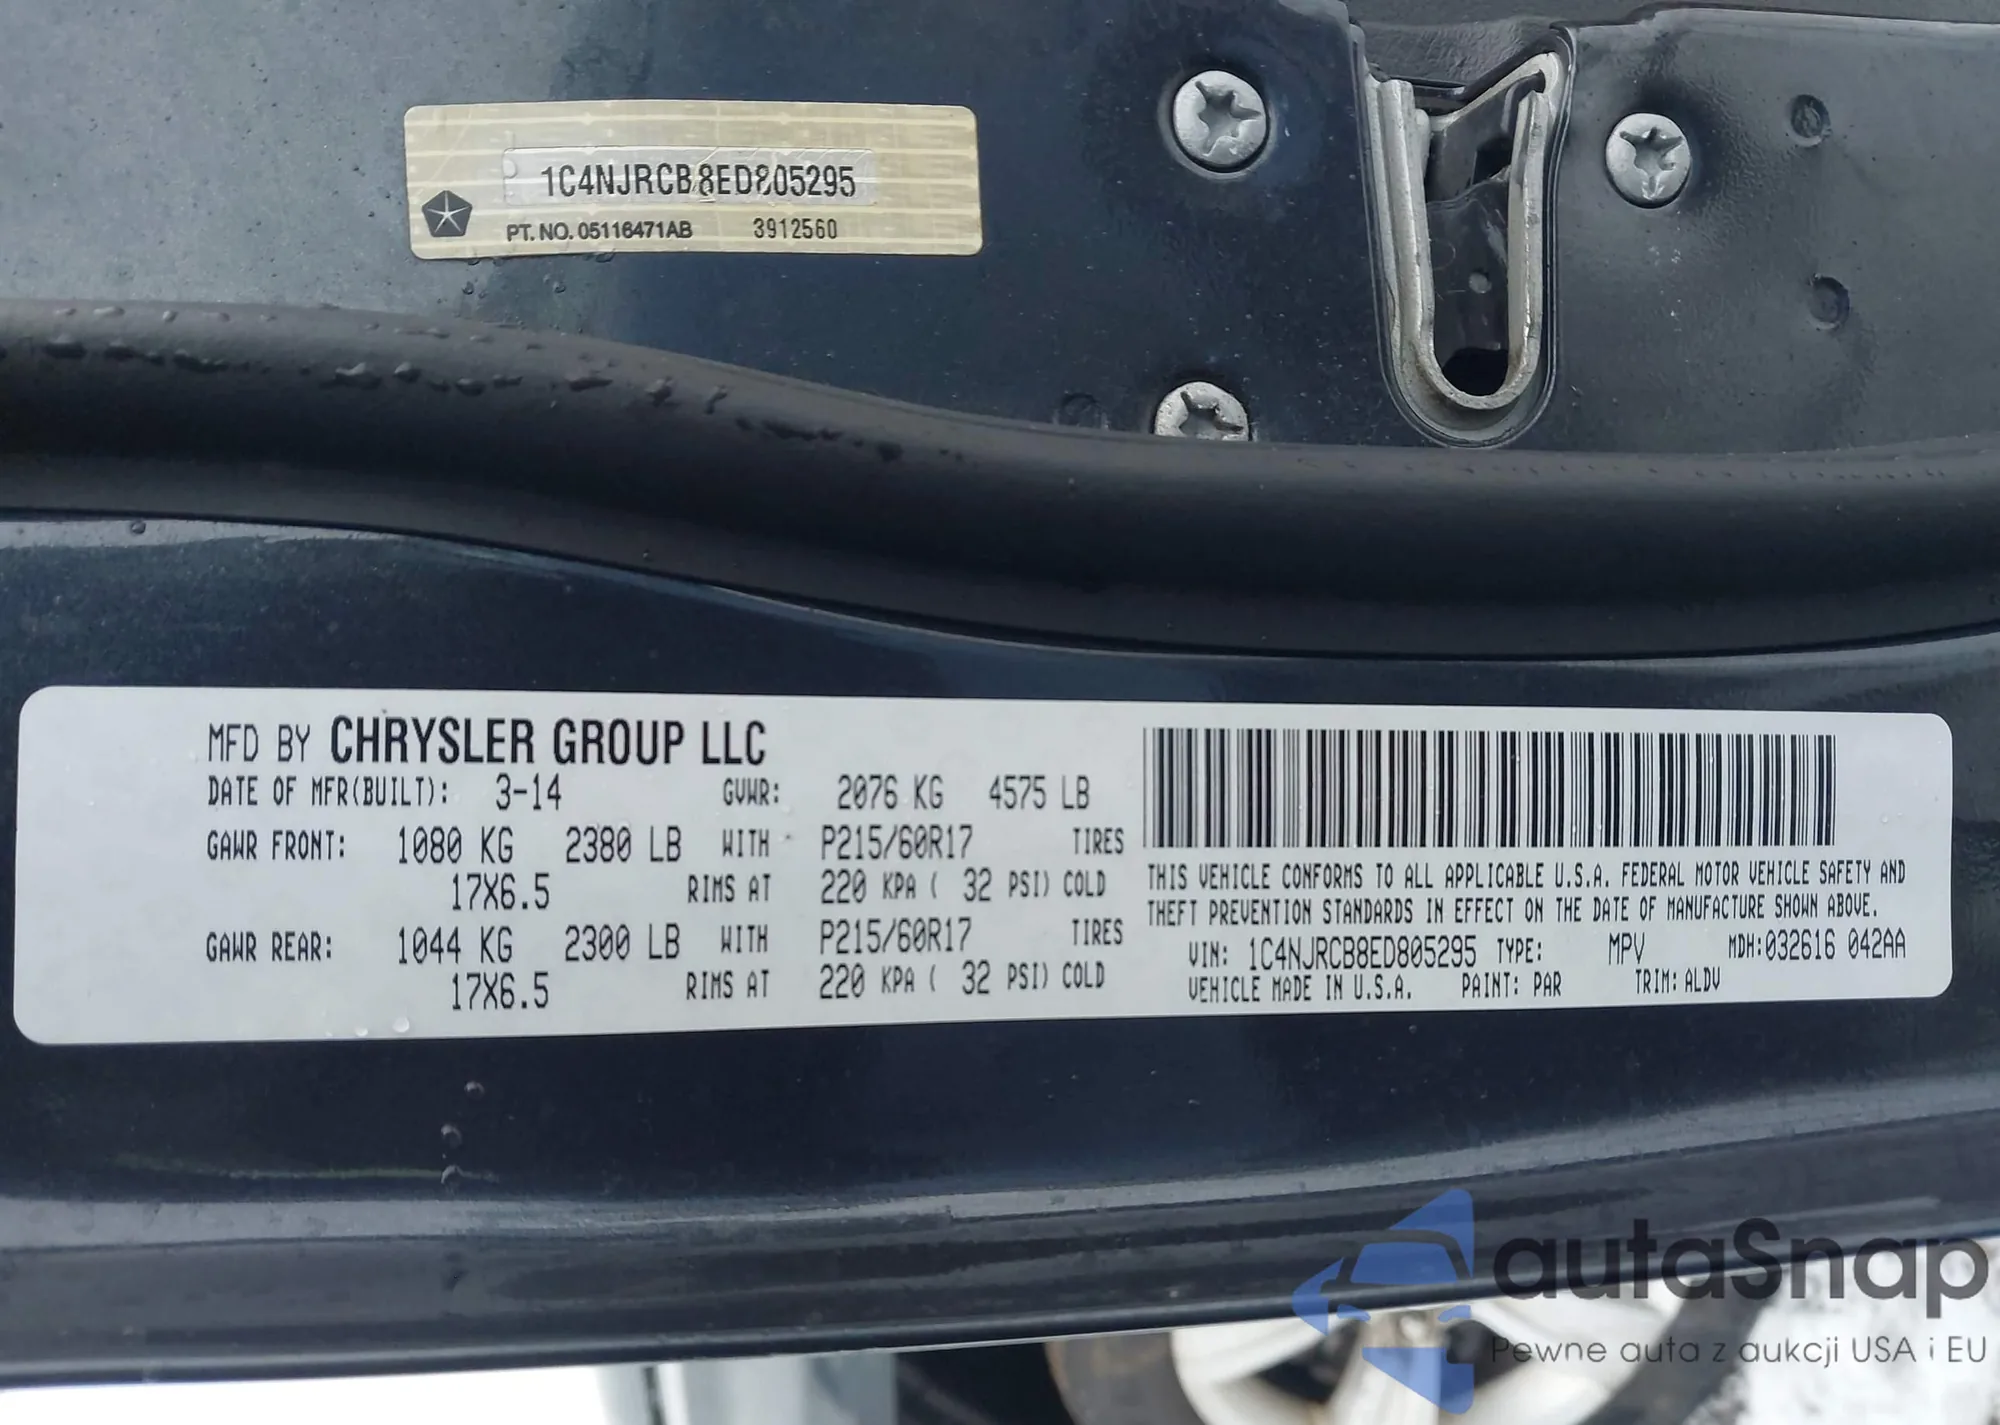 1C4NJRCB8ED805295
PT. NO. 05116471AB 3912560
MFD BY CHRYSLER GROUP LLC
DATE OF MFR(BUILT): 3-14 GVWR: 2076 KG 4575 LB
GAWR FRONT: 1080 KG 2380 LB WITH P215/60R17 TIRES
17X6.5 RIMS AT 220 KPA ( 32 PSI) COLD
GAWR REAR: 1044 KG 2300 LB WITH P215/60R17 TIRES
17X6.5 RIMS AT 220 KPA ( 32 PSI) COLD
THIS VEHICLE CONFORMS TO ALL APPLICABLE U.S.A. FEDERAL MOTOR VEHICLE SAFETY AND
THEFT PREVENTION STANDARDS IN EFFECT ON THE DATE OF MANUFACTURE SHOWN ABOVE.
VIN: 1C4NJRCB8ED805295 TYPE: MPV MDH:032616 042AA
VEHICLE MADE IN U.S.A. PAINT: PAR TRIM: ALDV
autaSnap
Pewne auta z aukcji USA i EU